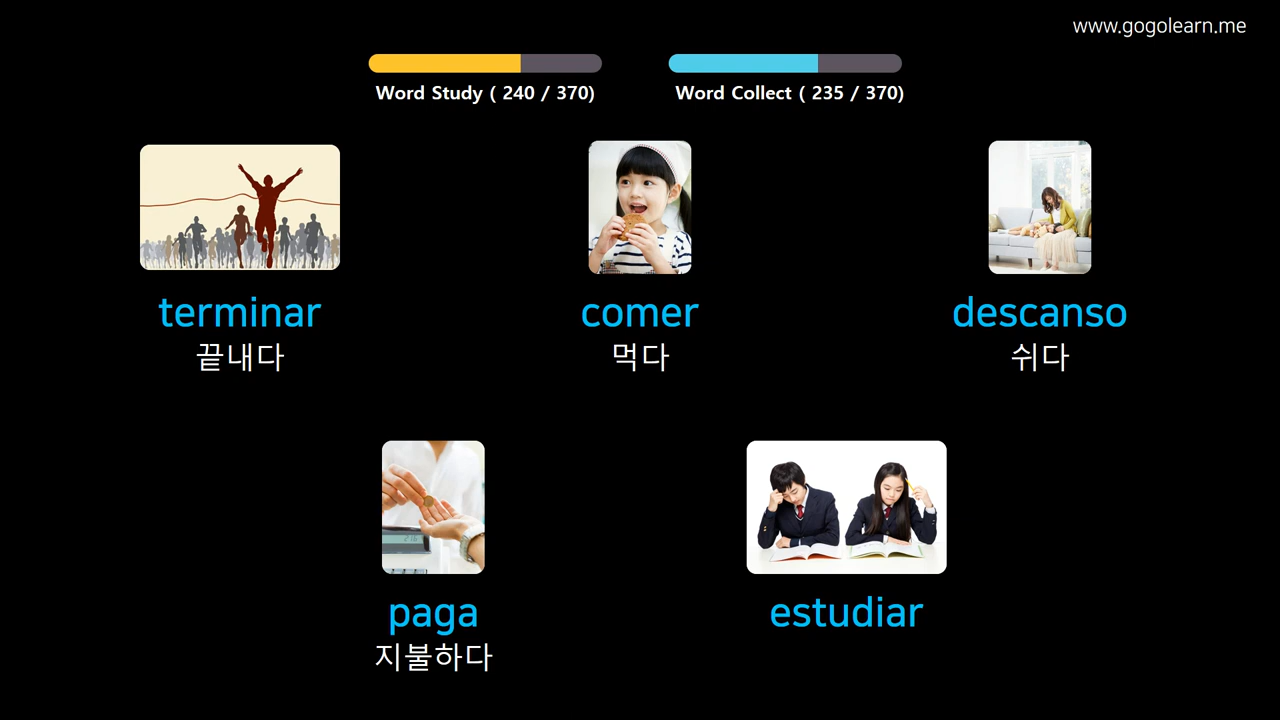 www.gogolearn.me
Word Study ( 240 / 370)
Word Collect ( 235 / 370)
terminar
끝내다
comer
먹다
descanso
쉬다
paga
지불하다
estudiar